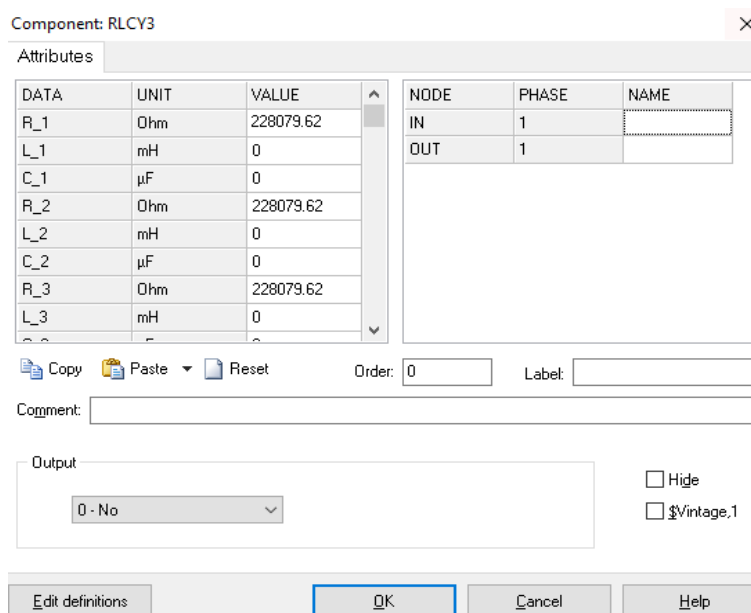 Component: RLCY3
Attributes
DATA UNIT VALUE
R_1 Ohm 228079.62
L_1 mH 0
C_1 µF 0
R_2 Ohm 228079.62
L_2 mH 0
C_2 µF 0
R_3 Ohm 228079.62
L_3 mH 0
NODE PHASE NAME
IN 1
OUT 1
Copy Paste Reset Order: 0 Label:
Comment:
Output
0 - No
Hide
$Vintage,1
Edit definitions OK Cancel Help